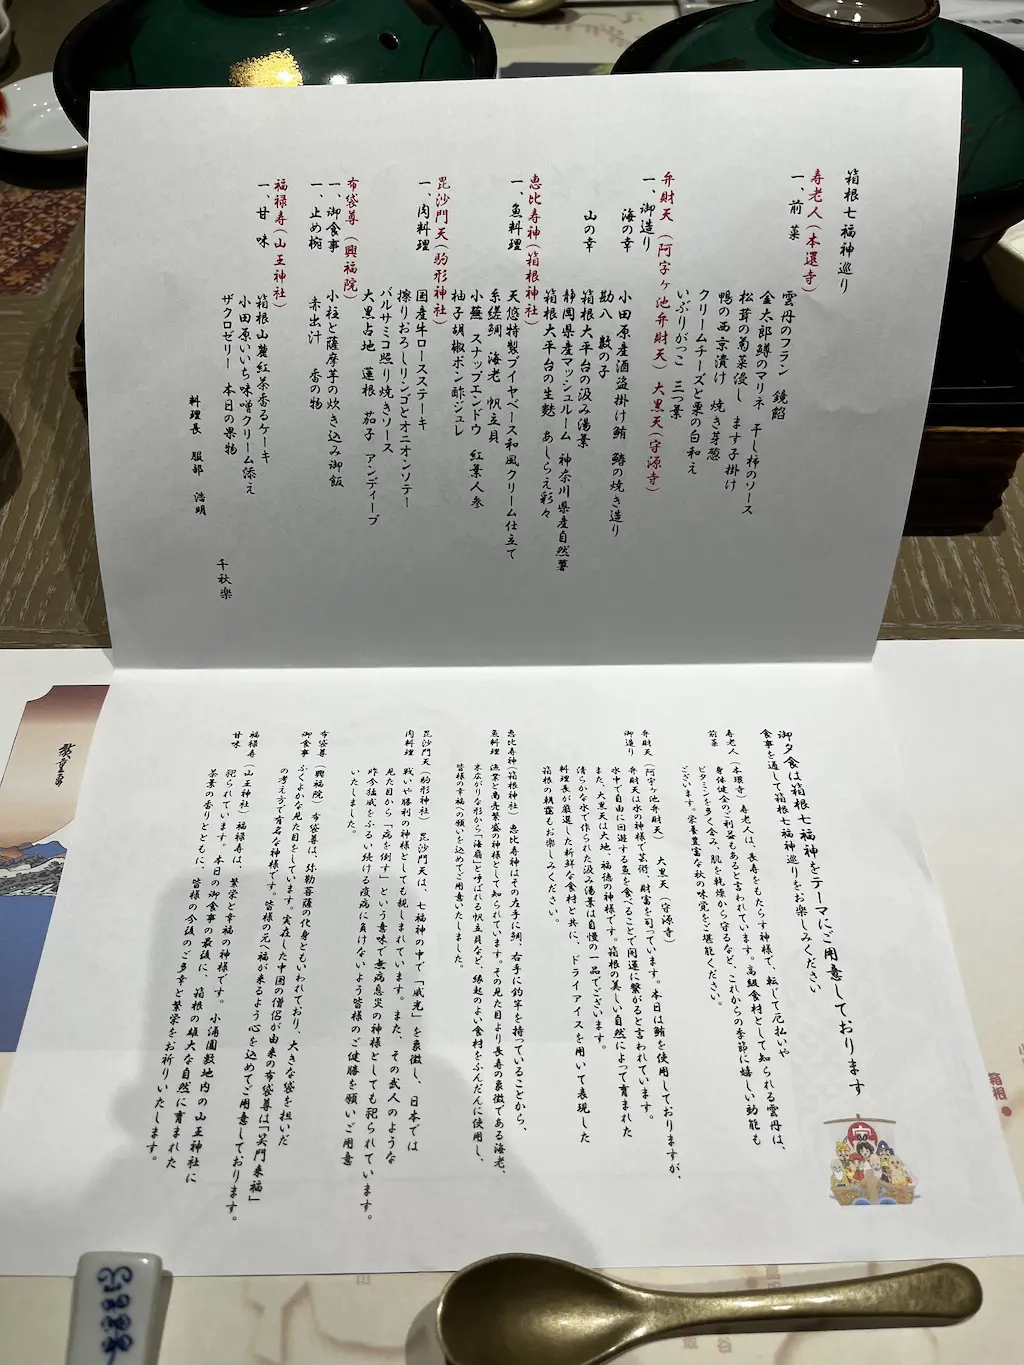 箱根七福神巡り
寿老人(本還寺)
一、前菜
雲丹のフラン 鏡餡
金太郎鱒のマリネ 干し柿のソース
松茸の菊菜浸し ます子掛け
鴨の西京漬け 焼き芽葱
クリームチーズと栗の白和え
いぶりがっこ 三つ葉
弁財天(阿字ヶ池弁財天) 大黒天(守源寺)
一、御造り
海の幸 小田原産酒盗掛け鮪 鰆の焼き造り
勘八 数の子
山の幸 箱根大平台の汲み湯葉
静岡県産マッシュルーム 神奈川県産自然薯
箱根大平台の生麩 あしらえ彩々
恵比寿神(箱根神社)
一、魚料理 天悠特製ブイヤベース和風クリーム仕立て
糸縒鯛 海老 帆立貝
小蕪 スナップエンドウ 紅葉人参
柚子胡椒ポン酢ジュレ
毘沙門天(駒形神社)
一、肉料理 国産牛ロースステーキ
擦りおろしリンゴとオニオンソテー
バルサミコ照り焼きソース
大黒占地 蓮根 茄子 アンディーブ
布袋尊(興福院)
一、御食事 小柱と薩摩芋の炊き込み御飯
一、止め椀 赤出汁 香の物
福禄寿(山王神社)
一、甘味 箱根山麓紅茶香るケーキ
小田原いいち味噌クリーム添え
ザクロゼリー 本日の果物
千秋楽
料理長 服部 浩明
御夕食は箱根七福神をテーマにご用意しております
食事を通して箱根七福神巡りをお楽しみください
寿老人(本還寺) 寿老人は、長寿をもたらす神様で、転じて厄払いや
前菜 身体健全のご利益もあると言われています。高級食材として知られる雲丹は、
ビタミンを多く含み、肌を乾燥から守るなど、これからの季節に嬉しい効能も
ございます。栄養豊富な秋の味覚をご堪能ください。
弁財天(阿字ヶ池弁財天) 大黒天(守源寺)
御造り 弁財天は水の神様で芸術、財富を司っています。本日は鮪を使用しておりますが、
水中で自由に回遊する魚を食べることで開運に繋がると言われています。
また、大黒天は大地、福徳の神様です。箱根の美しい自然によって育まれた
清らかな水で作られた汲み湯葉は自慢の一品でございます。
料理長が厳選した新鮮な食材と共に、ドライアイスを用いて表現した
箱根の朝靄もお楽しみください。
恵比寿神(箱根神社) 恵比寿神はその左手に鯛、右手に釣竿を持っていることから、
魚料理 漁業と商売繁盛の神様として知られています。その見た目より長寿の象徴である海老、
末広がりな形から「海扇」と呼ばれる帆立貝など、縁起のよい食材をふんだんに使用し、
皆様の幸福への願いを込めてご用意いたしました。
毘沙門天(駒形神社) 毘沙門天は、七福神の中で「威光」を象徴し、日本では
肉料理 戦いや勝利の神様としても親しまれています。また、その武人のような
見た目から「病を倒す」という意味で無病息災の神様としても祀られています。
昨今猛威をふるい続ける疫病に負けないよう皆様のご健勝を願いご用意
いたしました。
布袋尊(興福院) 布袋尊は、弥勒菩薩の化身ともいわれており、大きな袋を担いだ
御食事 ふくよかな見た目をしています。実在した中国の僧侶が由来の布袋尊は「笑門来福」
の考え方で有名な神様です。皆様の元へ福が来るよう心を込めてご用意しております。
福禄寿(山王神社) 福禄寿は、繁栄と幸福の神様です。小涌園敷地内の山王神社に
甘味 祀られています。本日の御食事の最後に、箱根の雄大な自然に育まれた
茶葉の香りとともに、皆様の今後のご多幸と繁栄をお祈りいたします。
箱根